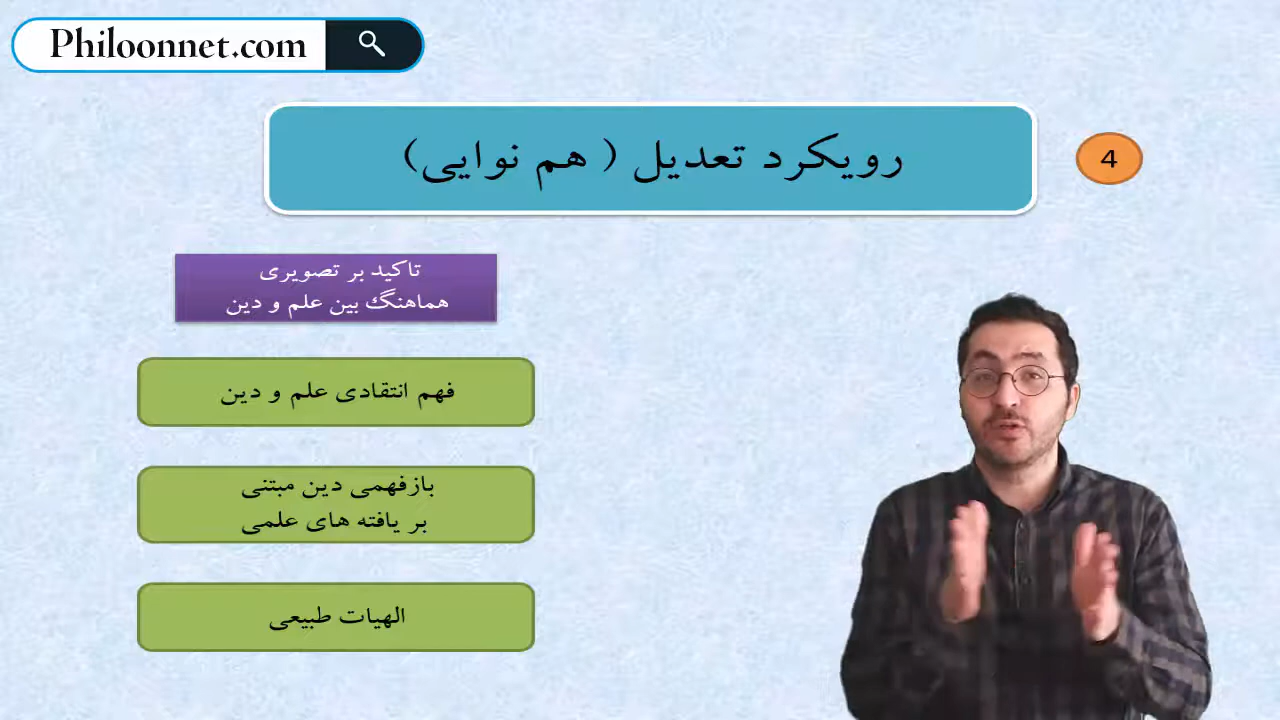 Philoonnet.com
رویکرد تعدیل ( هم نوایی)
4
تاکید بر تصویری
هماهنگ بین علم و دین
فهم انتقادی علم و دین
بازفهمی دین مبتنی
بر یافته های علمی
الهیات طبیعی